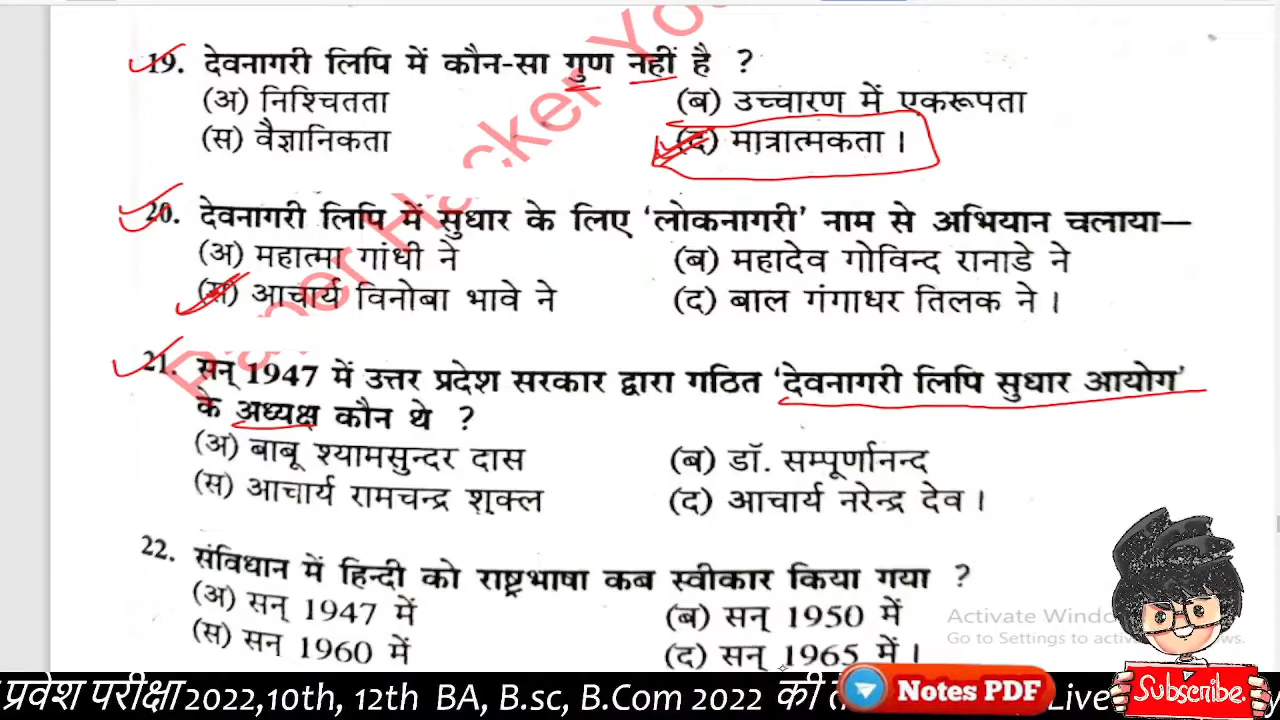 19. देवनागरी लिपि में कौन-सा गुण नहीं है ?
(अ) निश्चितता (ब) उच्चारण में एकरूपता
(स) वैज्ञानिकता (द) मात्रात्मकता ।
20. देवनागरी लिपि में सुधार के लिए 'लोकनागरी' नाम से अभियान चलाया—
(अ) महात्मा गांधी ने (ब) महादेव गोविन्द रानाडे ने
(स) आचार्य विनोबा भावे ने (द) बाल गंगाधर तिलक ने ।
21. सन् 1947 में उत्तर प्रदेश सरकार द्वारा गठित 'देवनागरी लिपि सुधार आयोग'
के अध्यक्ष कौन थे ?
(अ) बाबू श्यामसुन्दर दास (ब) डॉ. सम्पूर्णानन्द
(स) आचार्य रामचन्द्र शुक्ल (द) आचार्य नरेन्द्र देव ।
22. संविधान में हिन्दी को राष्ट्रभाषा कब स्वीकार किया गया ?
(अ) सन् 1947 में (ब) सन् 1950 में
(स) सन 1960 में (द) सन् 1965 में ।
Paper Hacker
Activate
Go to Settings to
प्रवेश परीक्षा 2022,10th, 12th BA, B.sc, B.Com 2022 की
Notes PDF
Live
Subscribe